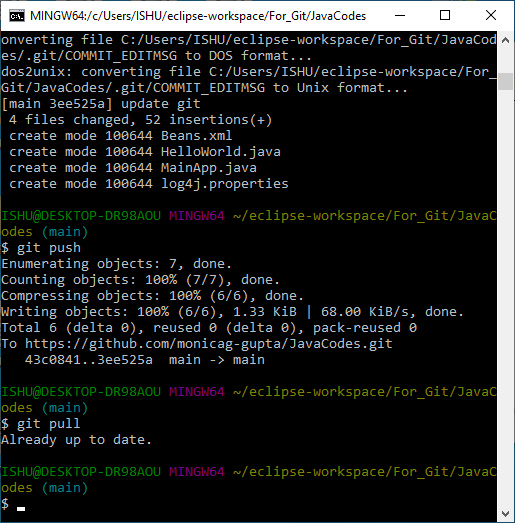 MINGW64:/c/Users/ISHU/eclipse-workspace/For_Git/JavaCodes
onverting file C:/Users/ISHU/eclipse-workspace/For_Git/JavaCod
es/.git/COMMIT_EDITMSG to DOS format...
dos2unix: converting file C:/Users/ISHU/eclipse-workspace/For_
Git/JavaCodes/.git/COMMIT_EDITMSG to Unix format...
[main 3ee525a] update git
 4 files changed, 52 insertions(+)
 create mode 100644 Beans.xml
 create mode 100644 HelloWorld.java
 create mode 100644 MainApp.java
 create mode 100644 log4j.properties
ISHU@DESKTOP-DR98AOU MINGW64 ~/eclipse-workspace/For_Git/JavaC
odes (main)
$ git push
Enumerating objects: 7, done.
Counting objects: 100% (7/7), done.
Compressing objects: 100% (6/6), done.
Writing objects: 100% (6/6), 1.33 KiB | 68.00 KiB/s, done.
Total 6 (delta 0), reused 0 (delta 0), pack-reused 0
To https://github.com/monicag-gupta/JavaCodes.git
   43c0841..3ee525a  main -> main
ISHU@DESKTOP-DR98AOU MINGW64 ~/eclipse-workspace/For_Git/JavaC
odes (main)
$ git pull
Already up to date.
ISHU@DESKTOP-DR98AOU MINGW64 ~/eclipse-workspace/For_Git/JavaC
odes (main)
$